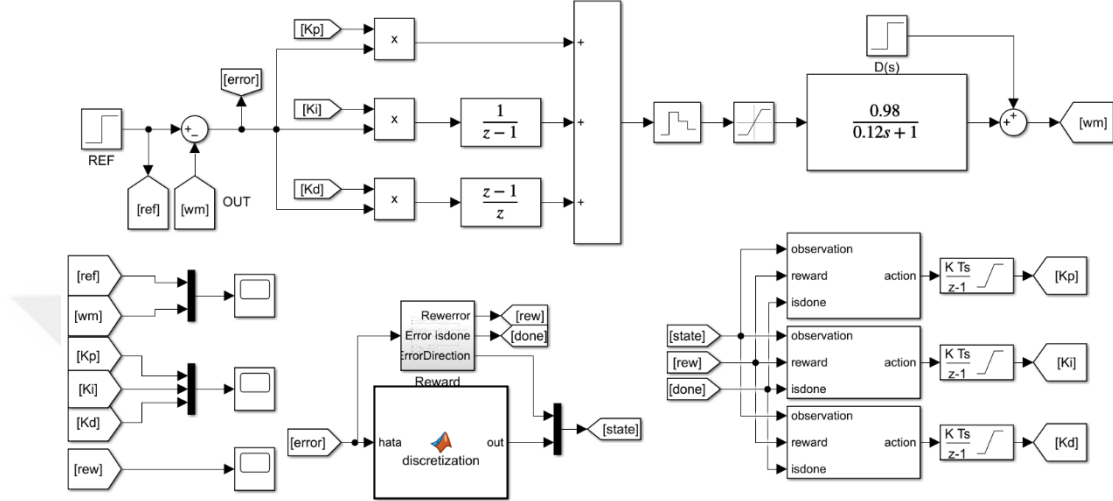 [Kp]
x
+
D(s)
[error]
[Ki]
x
1
z−1
+
0.98
0.12s+1
+
+
[wm]
REF
+
−
[ref]
[wm]
OUT
[Kd]
x
z−1
z
+
[ref]
[wm]
[Kp]
[Ki]
[Kd]
[rew]
Rewerror
Error isdone
ErrorDirection
Reward
[rew]
[done]
[error]
hata
out
discretization
[state]
[state]
[rew]
[done]
observation
reward
action
isdone
K Ts
z-1
[Kp]
observation
reward
action
isdone
K Ts
z-1
[Ki]
observation
reward
action
isdone
K Ts
z-1
[Kd]